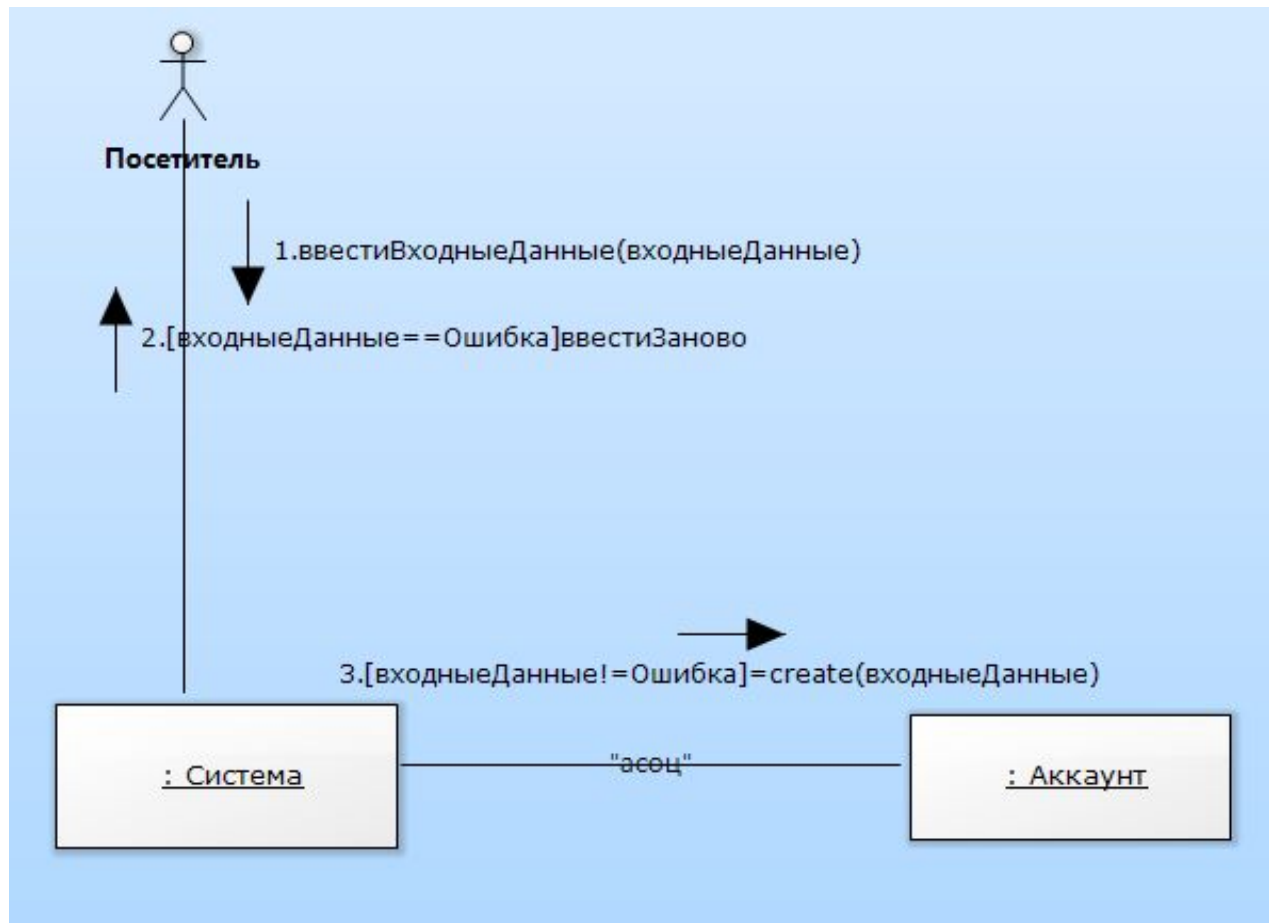 Посетитель
1.ввестиВходныеДанные(входныеДанные)
2.[входныеДанные==Ошибка]ввестиЗаново
3.[входныеДанные!=Ошибка]=create(входныеДанные)
: Система
"асоц"
: Аккаунт